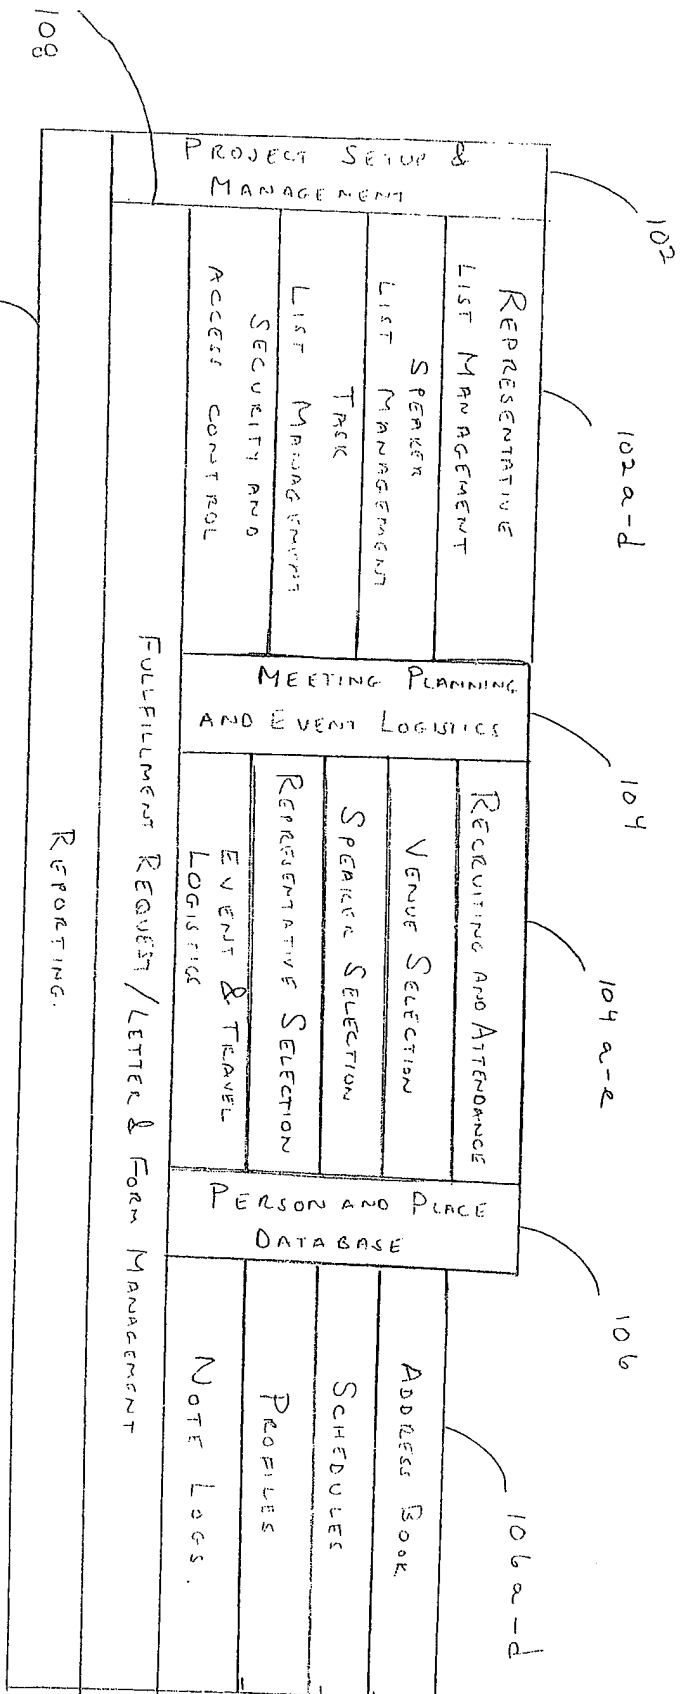 102
PROJECT SETUP &
MANAGEMENT
102a-d
REPRESENTATIVE
LIST MANAGEMENT
SPEAKER
LIST MANAGEMENT
TASK
LIST MANAGEMENT
SECURITY AND
ACCESS CONTROL
104
MEETING PLANNING
AND EVENT LOGISTICS
104a-e
RECRUITING AND ATTENDANCE
VENUE SELECTION
SPEAKER SELECTION
REPRESENTATIVE SELECTION
EVENT & TRAVEL
LOGISTICS
106
PERSON AND PLACE
DATABASE
106a-d
ADDRESS BOOK
SCHEDULES
PROFILES
NOTE LOGS.
108
FULLFILLMENT REQUEST/LETTER & FORM MANAGEMENT
REPORTING.